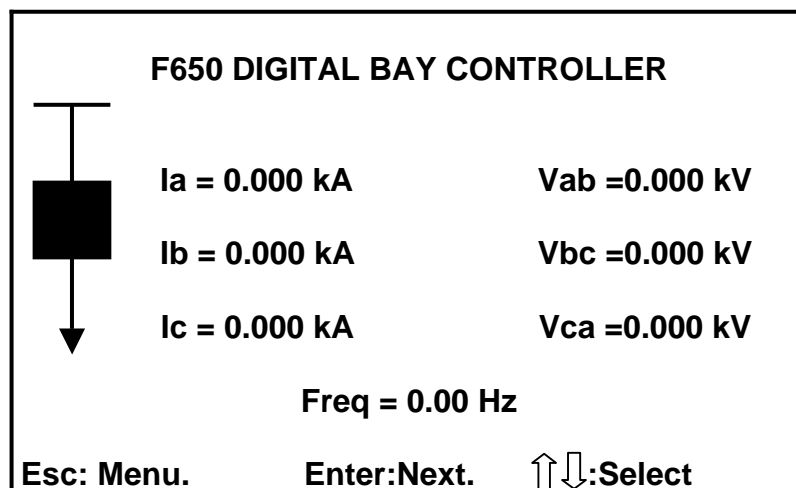 F650 DIGITAL BAY CONTROLLER
Ia = 0.000 kA Vab =0.000 kV
Ib = 0.000 kA Vbc =0.000 kV
Ic = 0.000 kA Vca =0.000 kV
Freq = 0.00 Hz
Esc: Menu. Enter:Next. ⇧⇩:Select